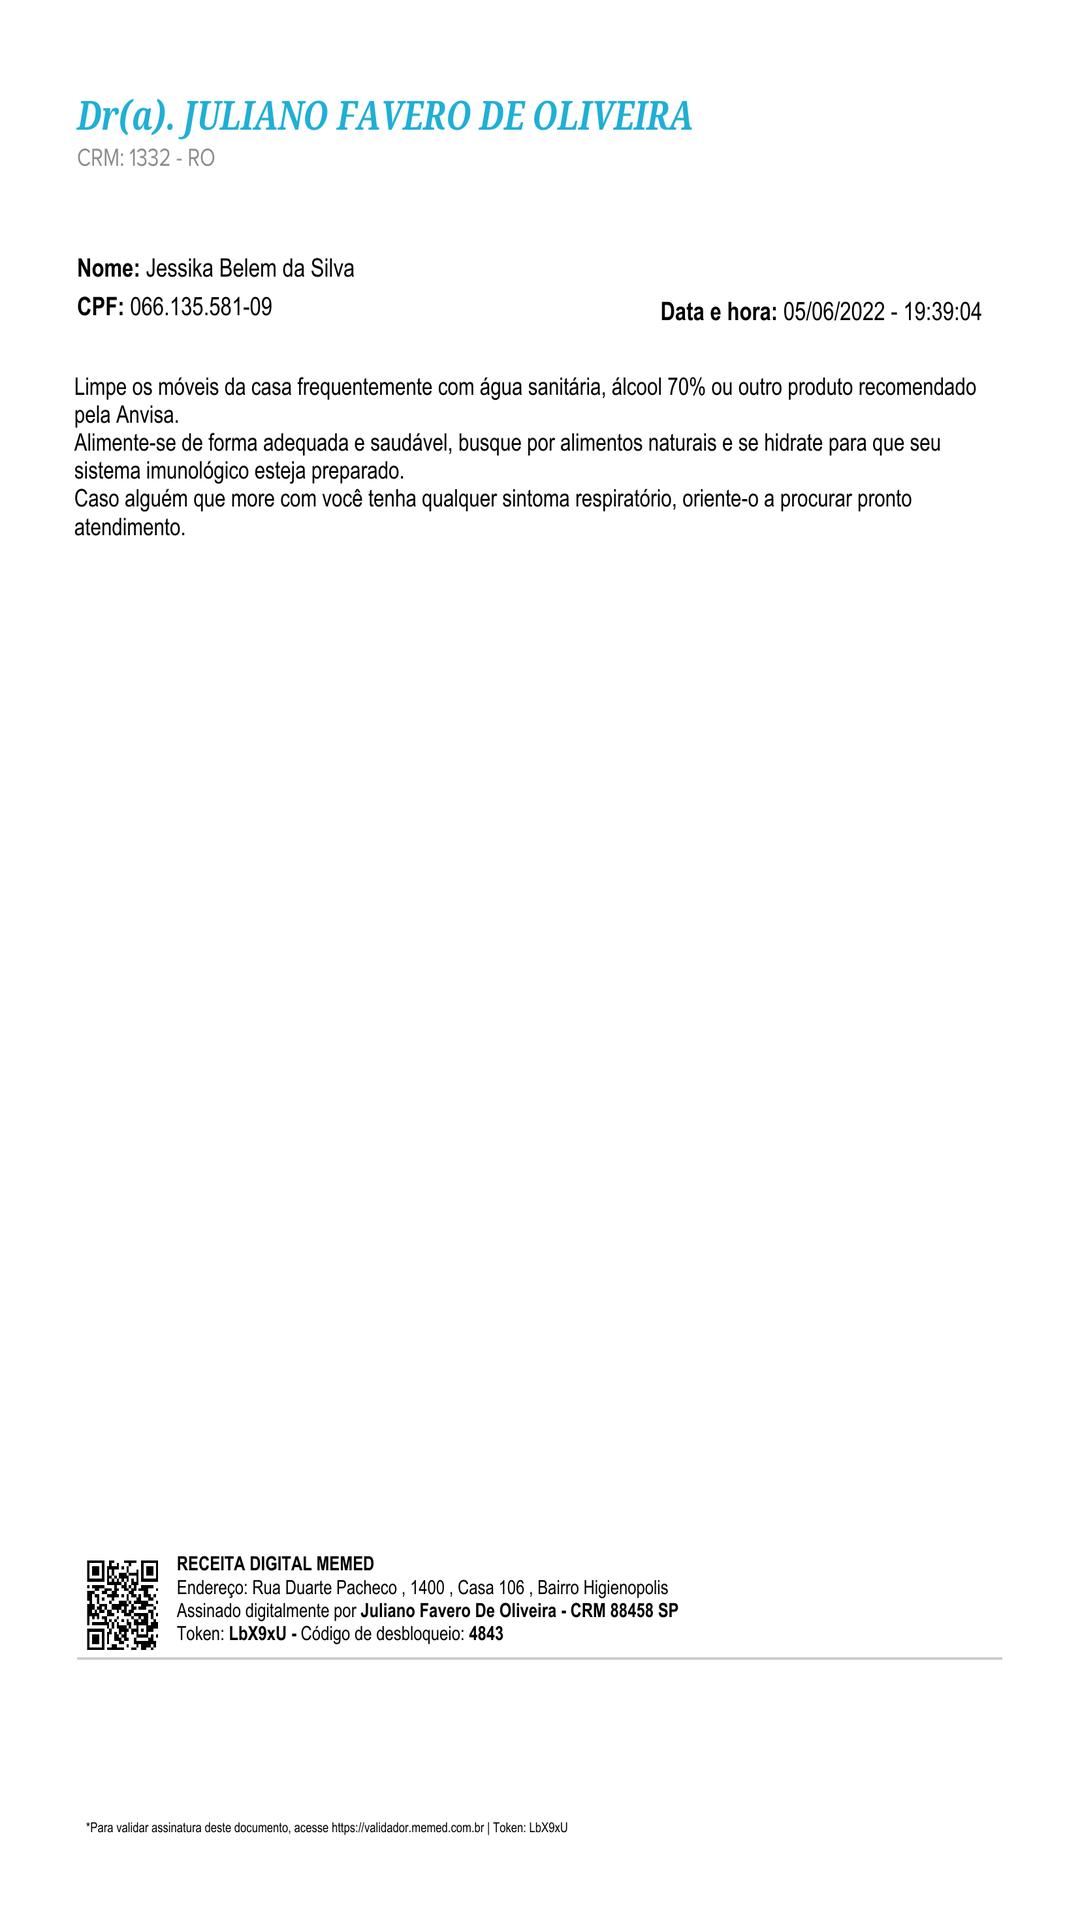 Dr(a). JULIANO FAVERO DE OLIVEIRA
CRM: 1332 - RO
Nome: Jessika Belem da Silva
CPF: 066.135.581-09
Data e hora: 05/06/2022 - 19:39:04
Limpe os móveis da casa frequentemente com água sanitária, álcool 70% ou outro produto recomendado
pela Anvisa.
Alimente-se de forma adequada e saudável, busque por alimentos naturais e se hidrate para que seu
sistema imunológico esteja preparado.
Caso alguém que more com você tenha qualquer sintoma respiratório, oriente-o a procurar pronto
atendimento.
RECEITA DIGITAL MEMED
Endereço: Rua Duarte Pacheco , 1400 , Casa 106 , Bairro Higienopolis
Assinado digitalmente por Juliano Favero De Oliveira - CRM 88458 SP
Token: LbX9xU - Código de desbloqueio: 4843
*Para validar assinatura deste documento, acesse https://validador.memed.com.br | Token: LbX9xU